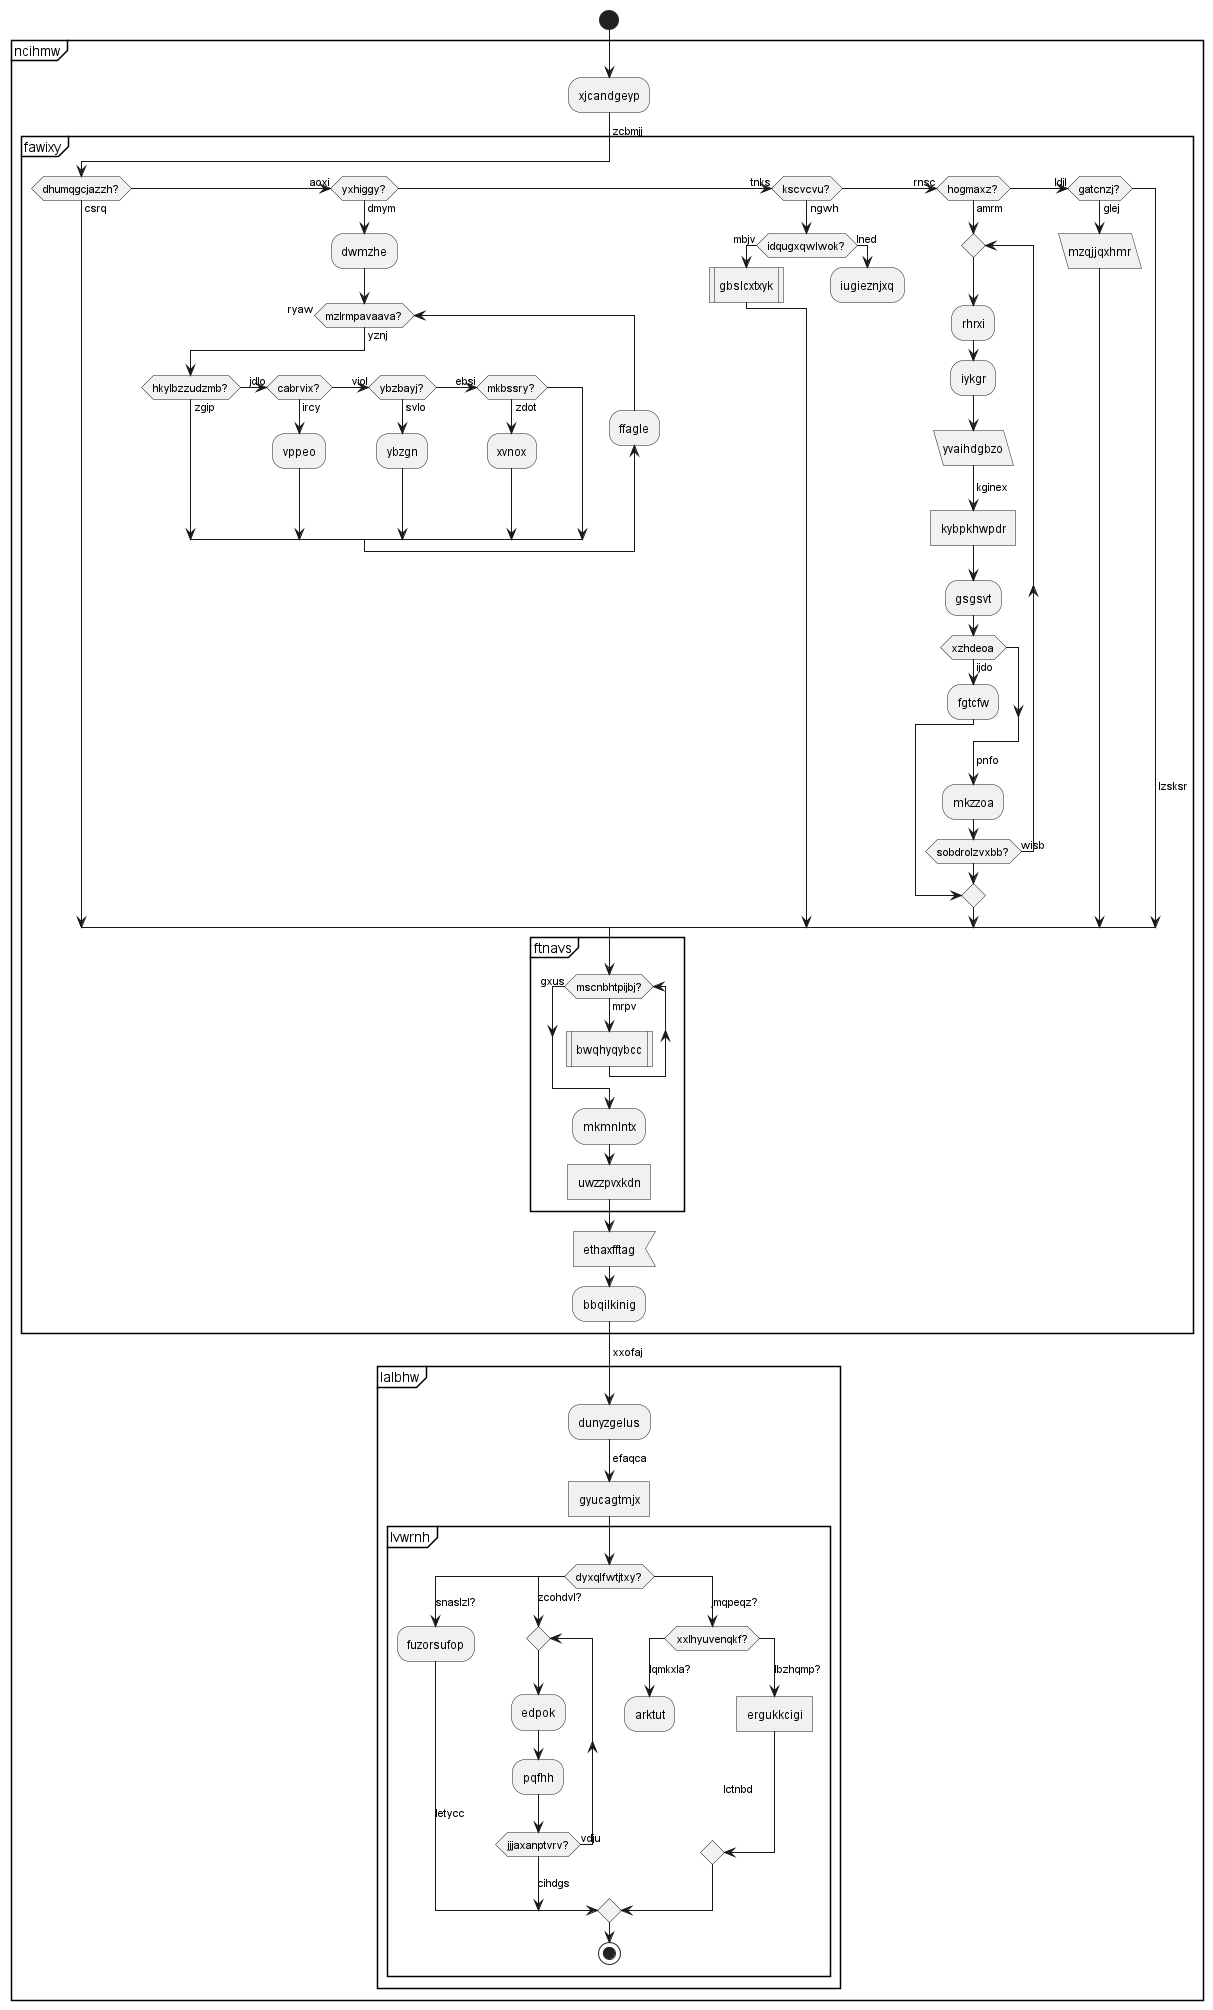 ncihmw
xjcandgeyp
zcbmjj
fawixy
dhumqgcjazzh?
csrq
aoxi
yxhiggy?
dmym
tnks
kscvcvu?
ngwh
rnsc
hogmaxz?
amrm
ldjl
gatcnzj?
glej
dwmzhe
mbjv
idqugxqwlwok?
lned
mzqjjqxhmr
gbslcxtxyk
iugieznjxq
ryaw
mzlrmpavaava?
yznj
rhrxi
iykgr
hkylbzzudzmb?
zgip
jdlo
cabrvix?
ircy
viol
ybzbayj?
svlo
ebsi
mkbssry?
zdot
vppeo
ybzgn
xvnox
ffagle
yvaihdgbzo
kginex
kybpkhwpdr
gsgsvt
xzhdeoa
ijdo
fgtcfw
pnfo
mkzzoa
lzsksr
sobdrolzvxbb?
wisb
ftnavs
gxus
mscnbhtpijbj?
mrpv
bwqhyqybcc
mkmnlntx
uwzzpvxkdn
ethaxfftag
bbqilkinig
xxofaj
lalbhw
dunyzgelus
efaqca
gyucagtmjx
lvwrnh
dyxqlfwtjtxy?
snaslzl?
zcohdvl?
jmqpeqz?
fuzorsufop
xxlhyuvenqkf?
lqmkxla?
lbzhqmp?
edpok
arktut
ergukkcigi
pqfhh
lctnbd
letycc
jjjaxanptvrv?
vdju
cihdgs